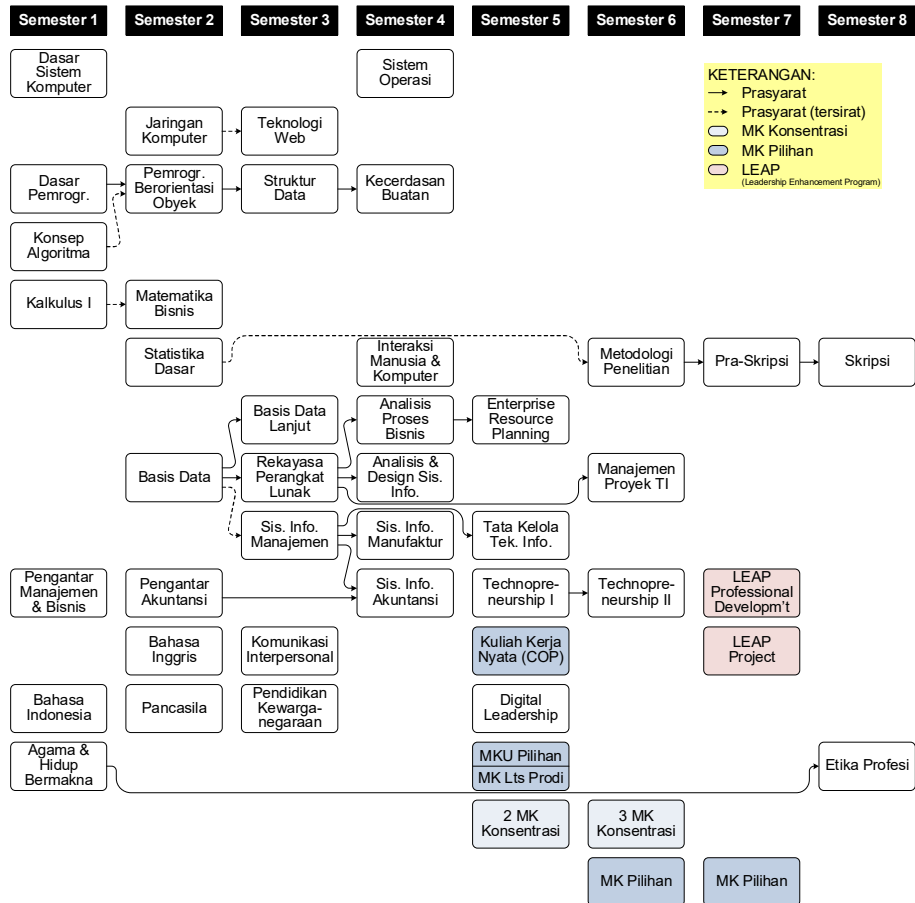 Semester 1
Semester 2
Semester 3
Semester 4
Semester 5
Semester 6
Semester 7
Semester 8
Dasar
Sistem
Komputer
Sistem
Operasi
KETERANGAN:
Prasyarat
Prasyarat (tersirat)
MK Konsentrasi
MK Pilihan
LEAP
(Leadership Enhancement Program)
Jaringan
Komputer
Teknologi
Web
Dasar
Pemrogr.
Pemrogr.
Berorientasi
Obyek
Struktur
Data
Kecerdasan
Buatan
Konsep
Algoritma
Kalkulus I
Matematika
Bisnis
Statistika
Dasar
Interaksi
Manusia &
Komputer
Metodologi
Penelitian
Pra-Skripsi
Skripsi
Basis Data
Lanjut
Analisis
Proses
Bisnis
Enterprise
Resource
Planning
Basis Data
Rekayasa
Perangkat
Lunak
Analisis &
Design Sis.
Info.
Manajemen
Proyek TI
Sis. Info.
Manajemen
Sis. Info.
Manufaktur
Tata Kelola
Tek. Info.
Pengantar
Manajemen
& Bisnis
Pengantar
Akuntansi
Sis. Info.
Akuntansi
Technopre-
neurship I
Technopre-
neurship II
LEAP
Professional
Developm't
Bahasa
Inggris
Komunikasi
Interpersonal
Kuliah Kerja
Nyata (COP)
LEAP
Project
Bahasa
Indonesia
Pancasila
Pendidikan
Kewarga-
negaraan
Digital
Leadership
Agama &
Hidup
Bermakna
MKU Pilihan
MK Lts Prodi
Etika Profesi
2 MK
Konsentrasi
3 MK
Konsentrasi
MK Pilihan
MK Pilihan